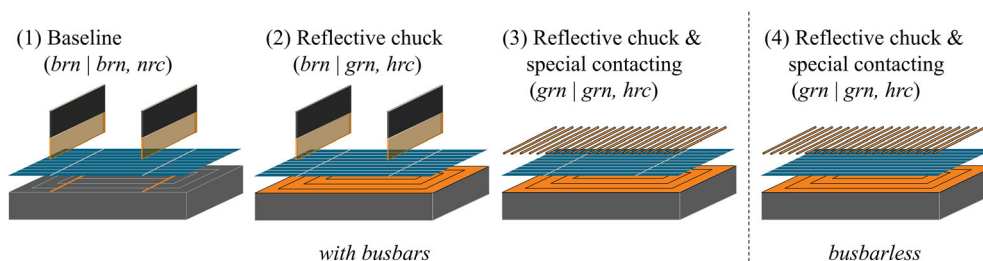 (1) Baseline
(brn | brn, nrc)
(2) Reflective chuck
(brn | grn, hrc)
(3) Reflective chuck &
special contacting
(grn | grn, hrc)
(4) Reflective chuck &
special contacting
(grn | grn, hrc)
with busbars
busbarless